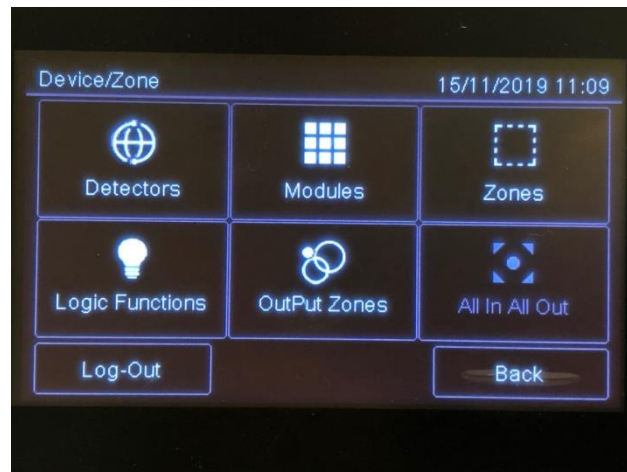 Device/Zone 15/11/2019 11:09
Detectors Modules Zones
Logic Functions OutPut Zones All In All Out
Log-Out Back